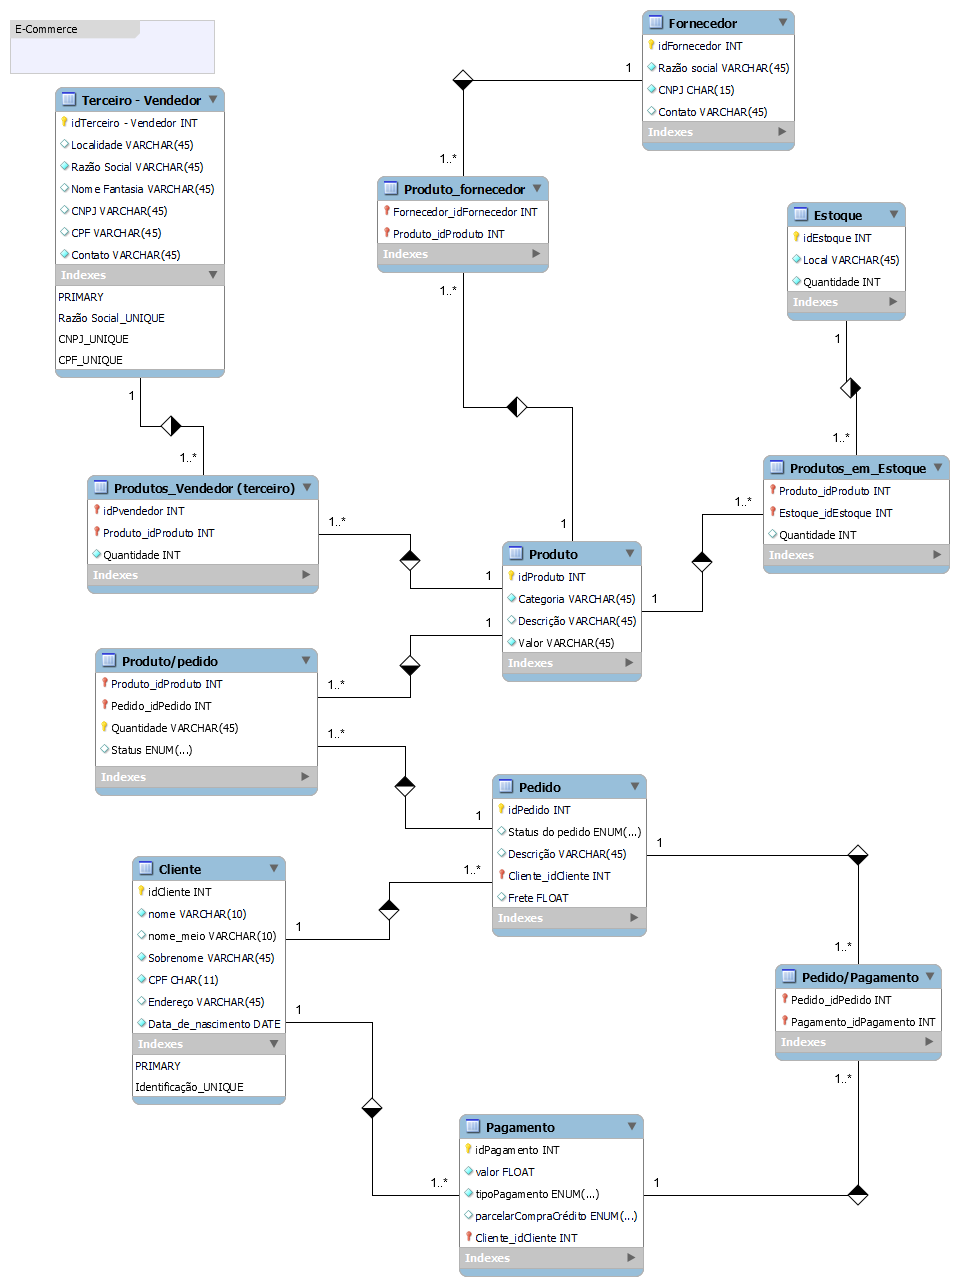 E-Commerce
Fornecedor
idFornecedor INT
Razão social VARCHAR(45)
CNPJ CHAR(15)
Contato VARCHAR(45)
Indexes
1
1..*
Terceiro - Vendedor
idTerceiro - Vendedor INT
Localidade VARCHAR(45)
Razão Social VARCHAR(45)
Nome Fantasia VARCHAR(45)
CNPJ VARCHAR(45)
CPF VARCHAR(45)
Contato VARCHAR(45)
Indexes
PRIMARY
Razão Social_UNIQUE
CNPJ_UNIQUE
CPF_UNIQUE
1
1..*
Produto_fornecedor
Fornecedor_idFornecedor INT
Produto_idProduto INT
Indexes
1..*
1
Estoque
idEstoque INT
Local VARCHAR(45)
Quantidade INT
Indexes
1
1..*
Produtos_Vendedor (terceiro)
idPvendedor INT
Produto_idProduto INT
Quantidade INT
Indexes
1..*
1
Produtos_em_Estoque
Produto_idProduto INT
Estoque_idEstoque INT
Quantidade INT
Indexes
1..*
1
Produto
idProduto INT
Categoria VARCHAR(45)
Descrição VARCHAR(45)
Valor VARCHAR(45)
Indexes
1
1..*
Produto/pedido
Produto_idProduto INT
Pedido_idPedido INT
Quantidade VARCHAR(45)
Status ENUM(...)
Indexes
1..*
1
Pedido
idPedido INT
Status do pedido ENUM(...)
Descrição VARCHAR(45)
Cliente_idCliente INT
Frete FLOAT
Indexes
1
1..*
1..*
1
Cliente
idCliente INT
nome VARCHAR(10)
nome_meio VARCHAR(10)
Sobrenome VARCHAR(45)
CPF CHAR(11)
Endereço VARCHAR(45)
Data_de_nascimento DATE
Indexes
PRIMARY
Identificação_UNIQUE
1
1..*
Pedido/Pagamento
Pedido_idPedido INT
Pagamento_idPagamento INT
Indexes
1..*
1
Pagamento
idPagamento INT
valor FLOAT
tipoPagamento ENUM(...)
parcelarCompraCrédito ENUM(...)
Cliente_idCliente INT
Indexes